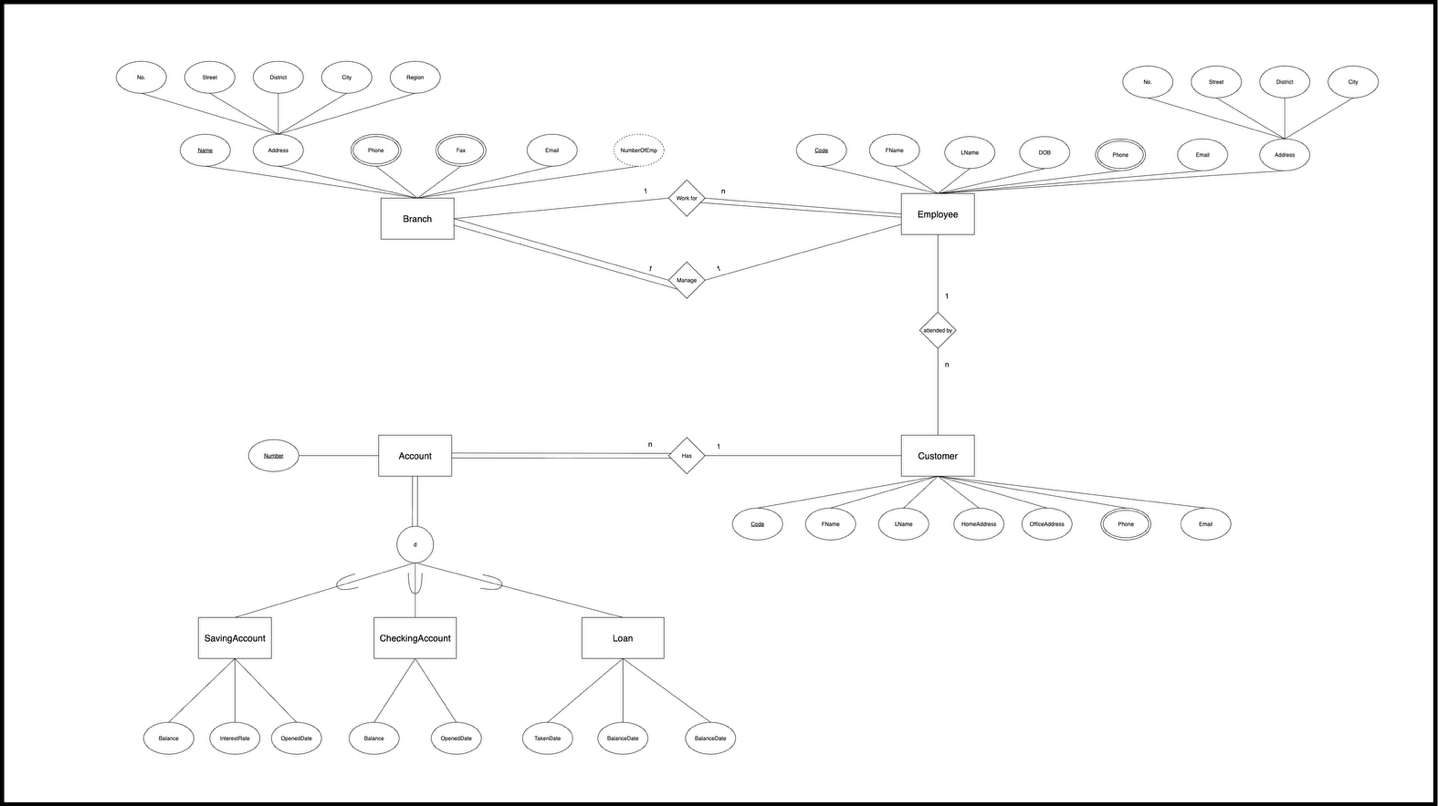 No.
Street
District
City
Region
No.
Street
District
City
Name
Address
Phone
Fax
Email
NumberOfEmp
Code
FName
LName
DOB
Phone
Email
Address
1
Work for
n
Branch
Employee
1
Manage
1
1
attended by
n
Number
Account
n
Has
1
Customer
Code
FName
LName
HomeAddress
OfficeAddress
Phone
Email
d
SavingAccount
CheckingAccount
Loan
Balance
InterestRate
OpenedDate
Balance
OpenedDate
TakenDate
BalanceDate
BalanceDate